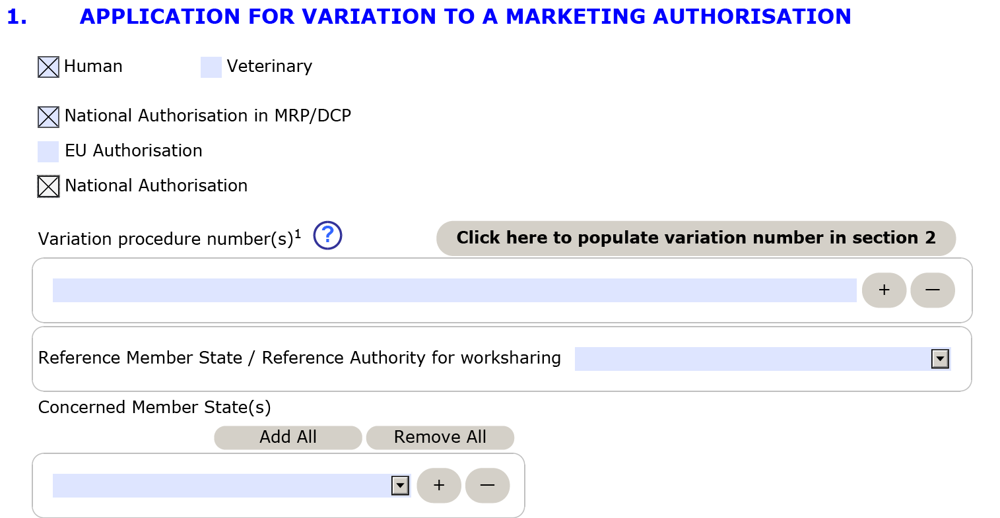 1. APPLICATION FOR VARIATION TO A MARKETING AUTHORISATION
Human Veterinary
National Authorisation in MRP/DCP
EU Authorisation
National Authorisation
Variation procedure number(s)¹ ? Click here to populate variation number in section 2
+ —
Reference Member State / Reference Authority for worksharing
Concerned Member State(s)
Add All Remove All
+ —